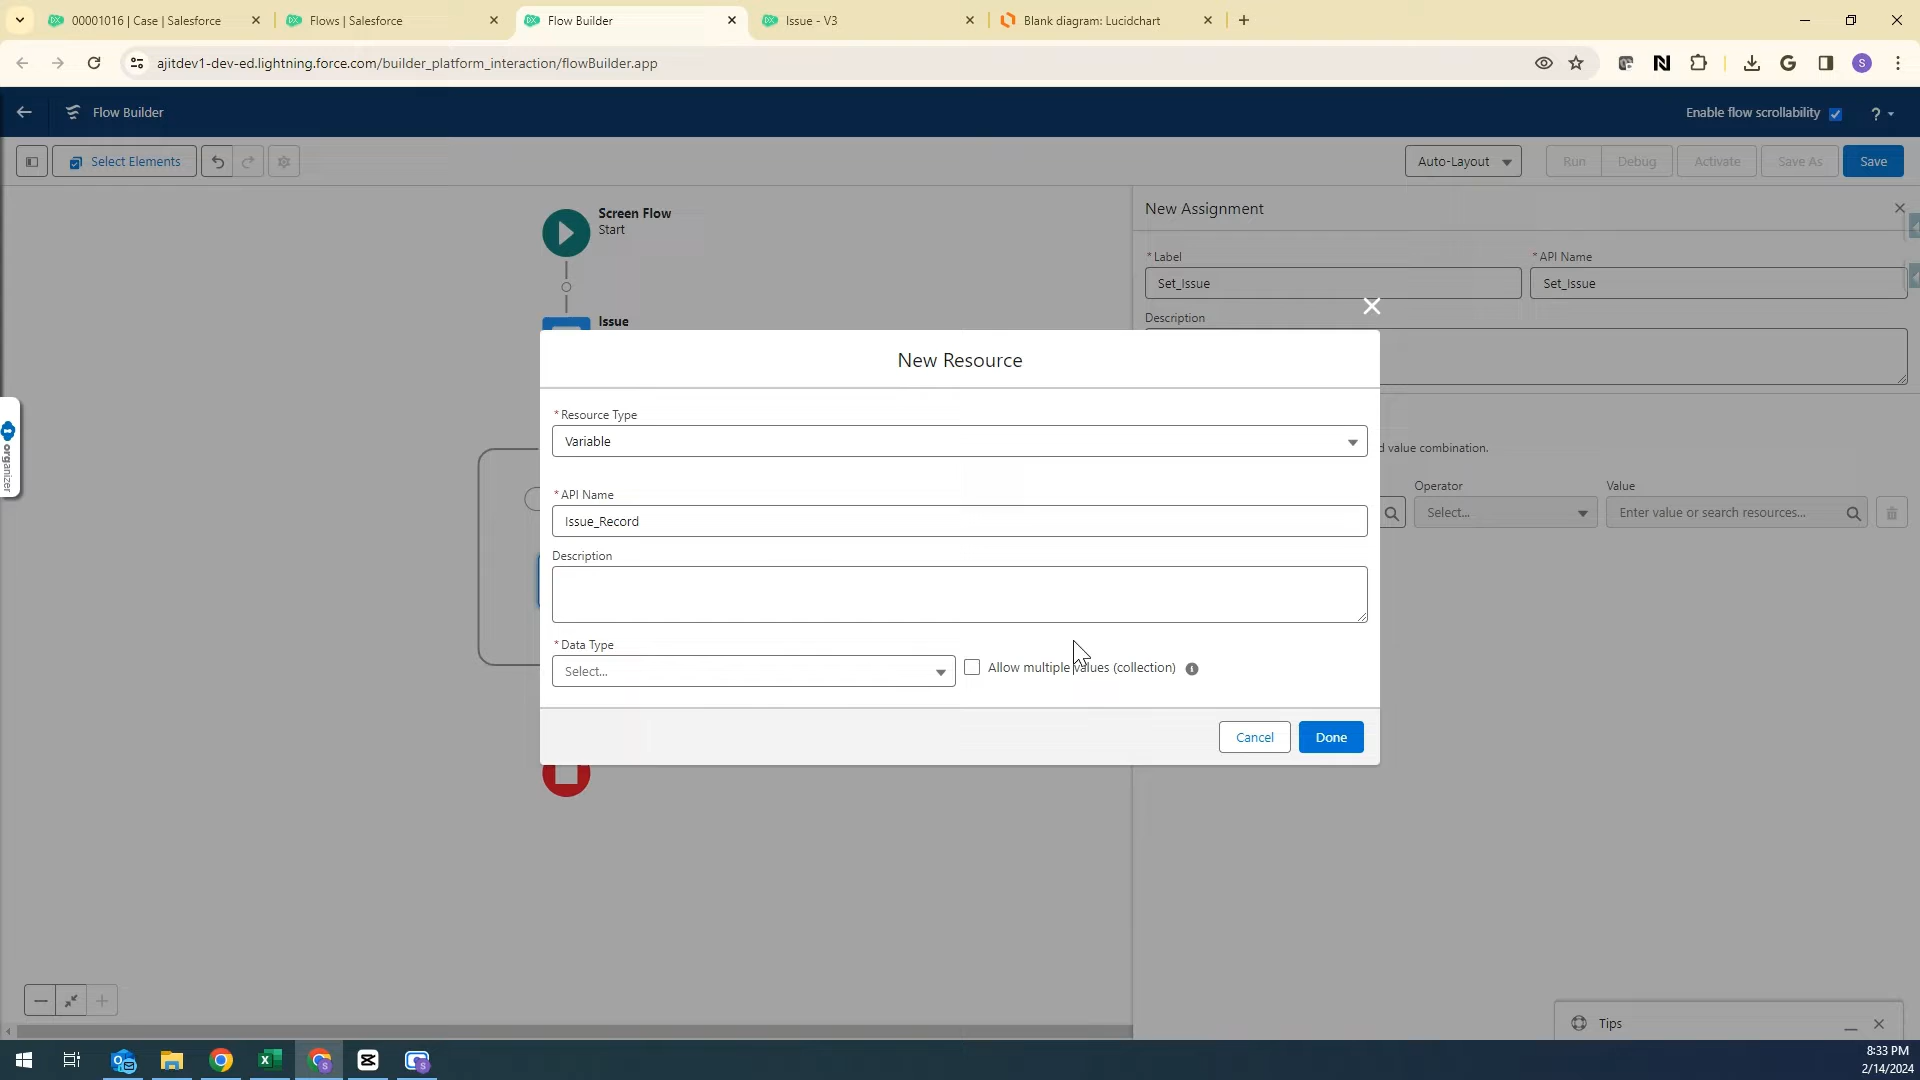 00001016 | Case | Salesforce
Flows | Salesforce
Flow Builder
Issue - V3
Blank diagram: Lucidchart
ajitdev1-dev-ed.lightning.force.com/builder_platform_interaction/flowBuilder.app
S
Flow Builder
Enable flow scrollability
?
Select Elements
Auto-Layout
Run
Debug
Activate
Save As
Save
Screen Flow
Start
Issue
New Assignment
* Label
* API Name
Set_Issue
Set_Issue
Description
d value combination.
Operator
Value
Select...
Enter value or search resources...
organizer
New Resource
* Resource Type
Variable
* API Name
Issue_Record
Description
* Data Type
Select...
Allow multiple values (collection)
Cancel
Done
Tips
8:33 PM
2/14/2024